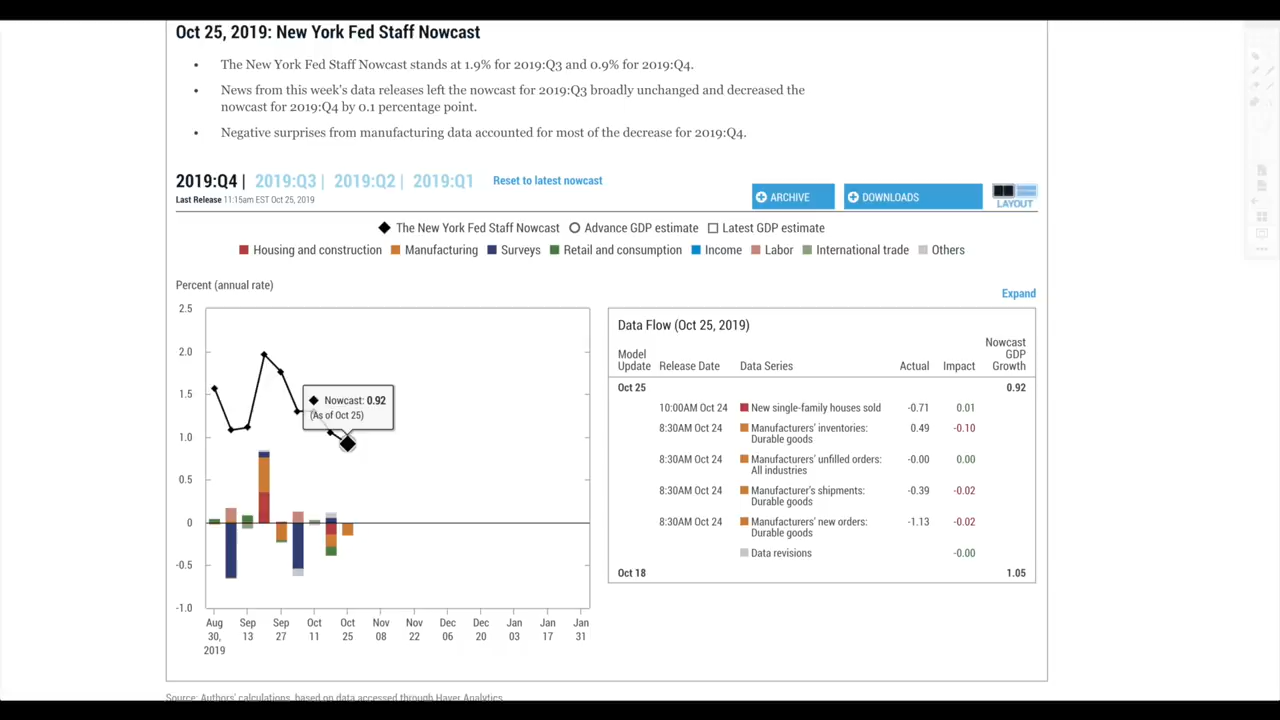 Oct 25, 2019: New York Fed Staff Nowcast
• The New York Fed Staff Nowcast stands at 1.9% for 2019:Q3 and 0.9% for 2019:Q4.
• News from this week's data releases left the nowcast for 2019:Q3 broadly unchanged and decreased the
nowcast for 2019:Q4 by 0.1 percentage point.
• Negative surprises from manufacturing data accounted for most of the decrease for 2019:Q4.
2019:Q4 | 2019:Q3 | 2019:Q2 | 2019:Q1 Reset to latest nowcast
Last Release 11:15am EST Oct 25, 2019
ARCHIVE
DOWNLOADS
LAYOUT
The New York Fed Staff Nowcast Advance GDP estimate Latest GDP estimate
Housing and construction Manufacturing Surveys Retail and consumption Income Labor International trade Others
Percent (annual rate)
Expand
2.5
2.0
1.5
1.0
0.5
0
-0.5
-1.0
Nowcast: 0.92
(As of Oct 25)
Aug 30, 2019
Sep 13
Sep 27
Oct 11
Oct 25
Nov 08
Nov 22
Dec 06
Dec 20
Jan 03
Jan 17
Jan 31
Data Flow (Oct 25, 2019)
Model Update Release Date Data Series Actual Impact Nowcast GDP Growth
Oct 25 0.92
10:00AM Oct 24 New single-family houses sold -0.71 0.01
8:30AM Oct 24 Manufacturers' inventories: Durable goods 0.49 -0.10
8:30AM Oct 24 Manufacturers' unfilled orders: All industries -0.00 0.00
8:30AM Oct 24 Manufacturer's shipments: Durable goods -0.39 -0.02
8:30AM Oct 24 Manufacturers' new orders: Durable goods -1.13 -0.02
Data revisions -0.00
Oct 18 1.05
Source: Authors' calculations, based on data accessed through Haver Analytics.